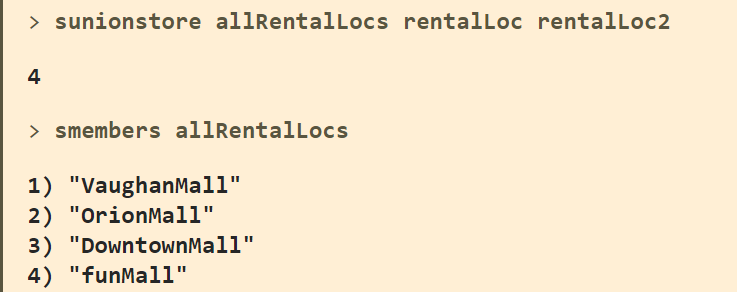 > sunionstore allRentalLocs rentalLoc rentalLoc2
4
> smembers allRentalLocs
1) "VaughanMall"
2) "OrionMall"
3) "DowntownMall"
4) "funMall"